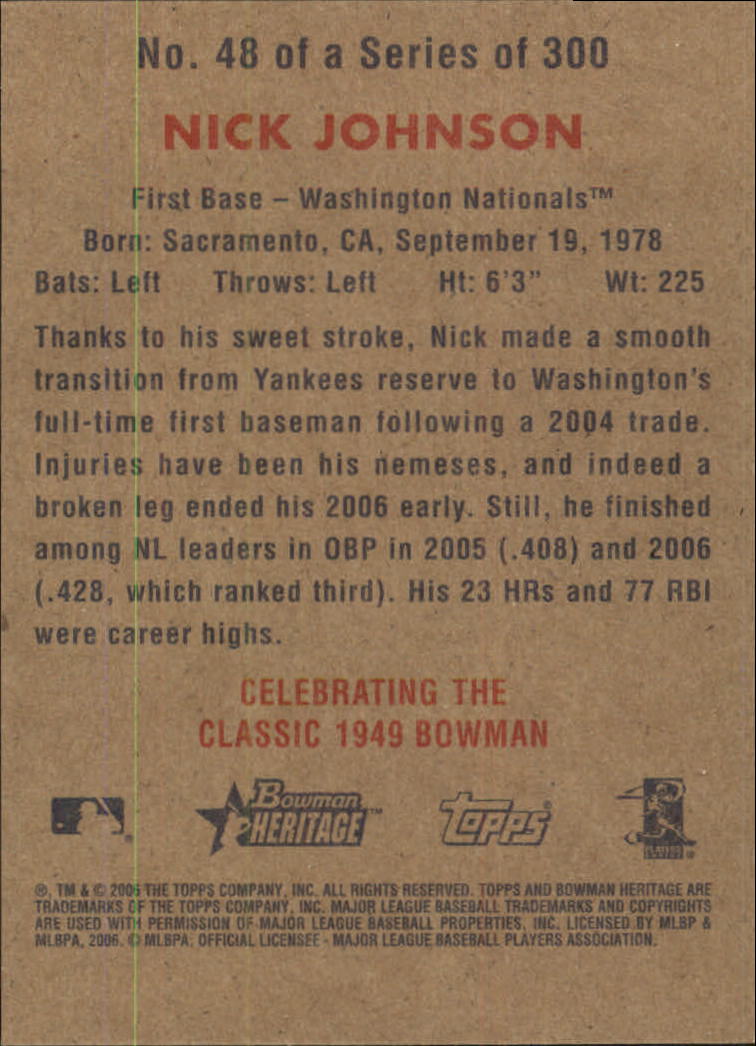 No. 48 of a Series of 300
NICK JOHNSON
First Base – Washington Nationals™
Born: Sacramento, CA, September 19, 1978
Bats: Left Throws: Left Ht: 6'3" Wt: 225
Thanks to his sweet stroke, Nick made a smooth
transition from Yankees reserve to Washington's
full-time first baseman following a 2004 trade.
Injuries have been his nemeses, and indeed a
broken leg ended his 2006 early. Still, he finished
among NL leaders in OBP in 2005 (.408) and 2006
(.428, which ranked third). His 23 HRs and 77 RBI
were career highs.
CELEBRATING THE
CLASSIC 1949 BOWMAN
Bowman HERITAGE™ Topps®
®, TM & © 2006 THE TOPPS COMPANY, INC. ALL RIGHTS RESERVED. TOPPS AND BOWMAN HERITAGE ARE
TRADEMARKS OF THE TOPPS COMPANY, INC. MAJOR LEAGUE BASEBALL TRADEMARKS AND COPYRIGHTS
ARE USED WITH PERMISSION OF MAJOR LEAGUE BASEBALL PROPERTIES, INC. LICENSED BY MLBP &
MLBPA, 2006. © MLBPA, OFFICIAL LICENSEE - MAJOR LEAGUE BASEBALL PLAYERS ASSOCIATION.